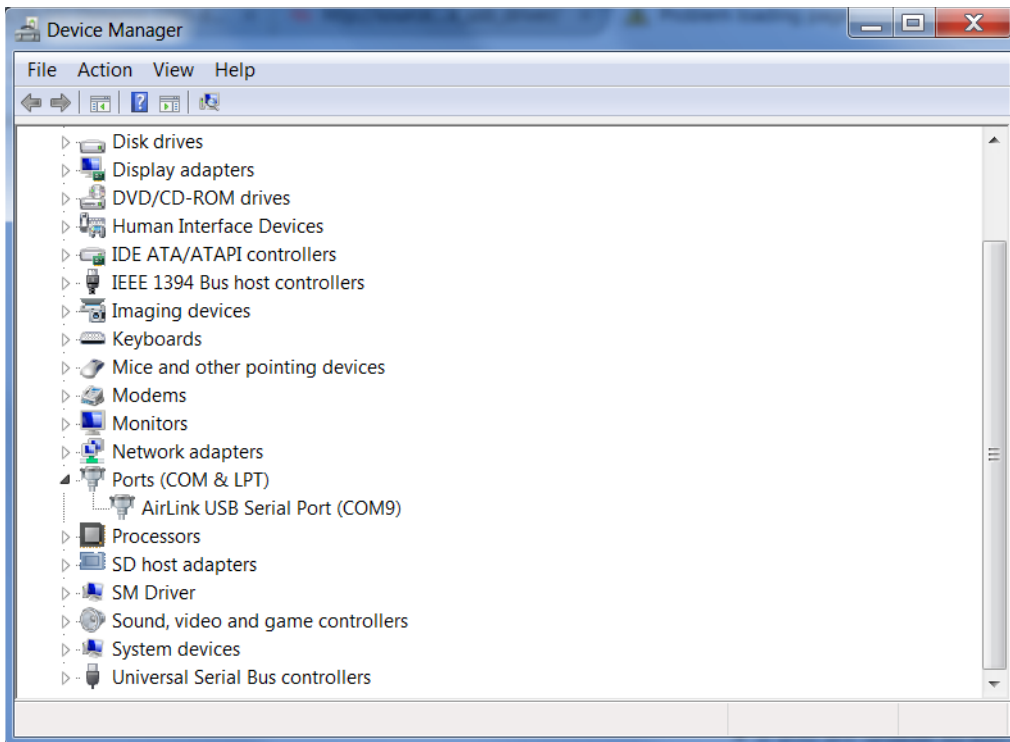 Device Manager
File Action View Help
Disk drives
Display adapters
DVD/CD-ROM drives
Human Interface Devices
IDE ATA/ATAPI controllers
IEEE 1394 Bus host controllers
Imaging devices
Keyboards
Mice and other pointing devices
Modems
Monitors
Network adapters
Ports (COM & LPT)
AirLink USB Serial Port (COM9)
Processors
SD host adapters
SM Driver
Sound, video and game controllers
System devices
Universal Serial Bus controllers